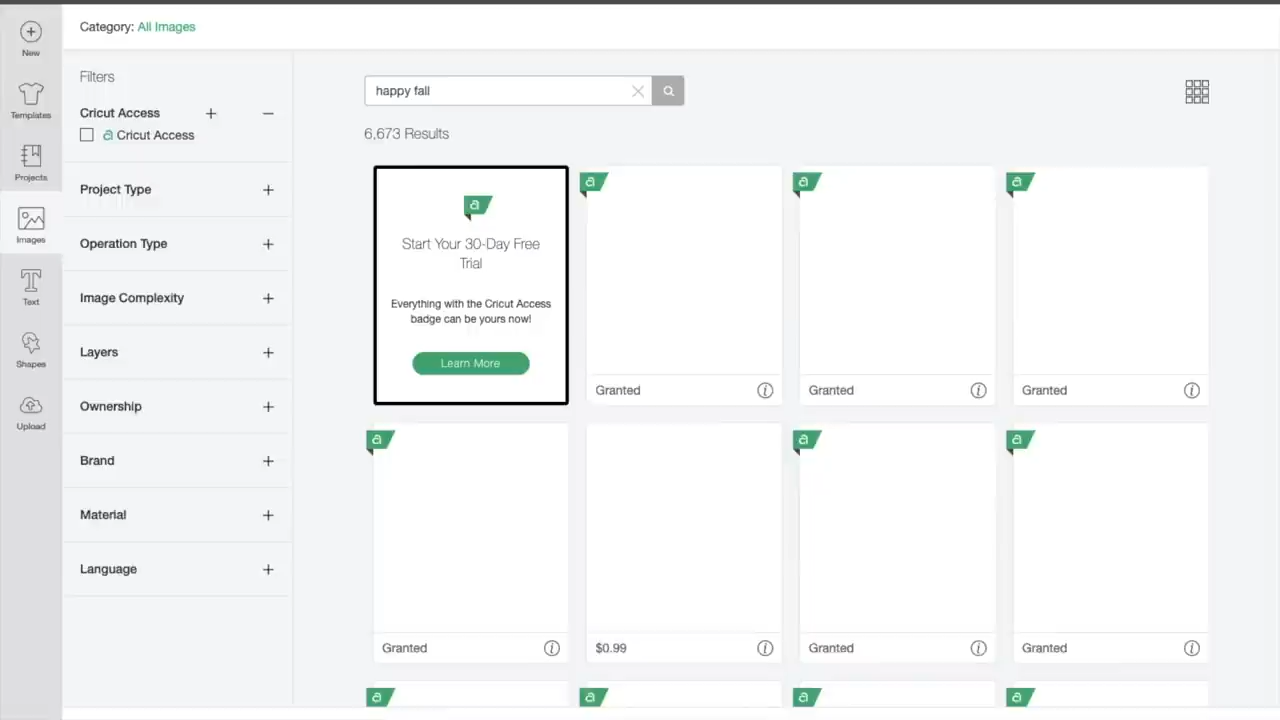 Category: All Images
New
Templates
Projects
Images
Text
Shapes
Upload
Filters
Cricut Access
a Cricut Access
Project Type
Operation Type
Image Complexity
Layers
Ownership
Brand
Material
Language
happy fall
6,673 Results
a
Start Your 30-Day Free
Trial
Everything with the Cricut Access
badge can be yours now!
Learn More
a
Granted
a
Granted
a
Granted
a
Granted
$0.99
a
Granted
a
Granted
a
a
a
a